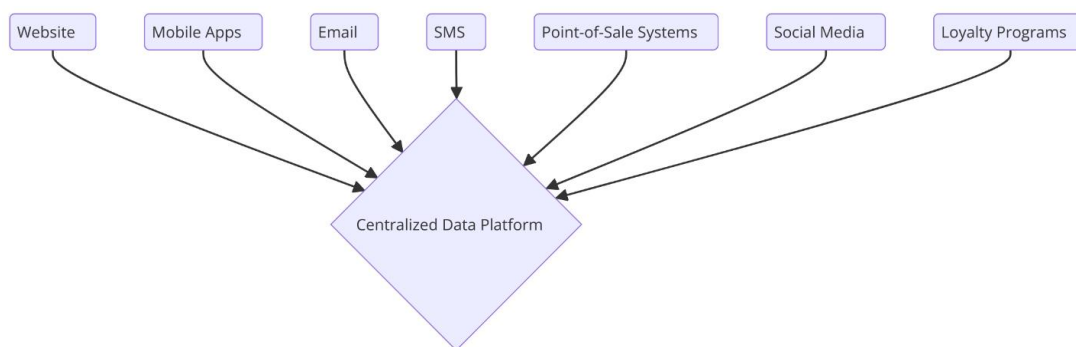 Website
Mobile Apps
Email
SMS
Point-of-Sale Systems
Social Media
Loyalty Programs
Centralized Data Platform